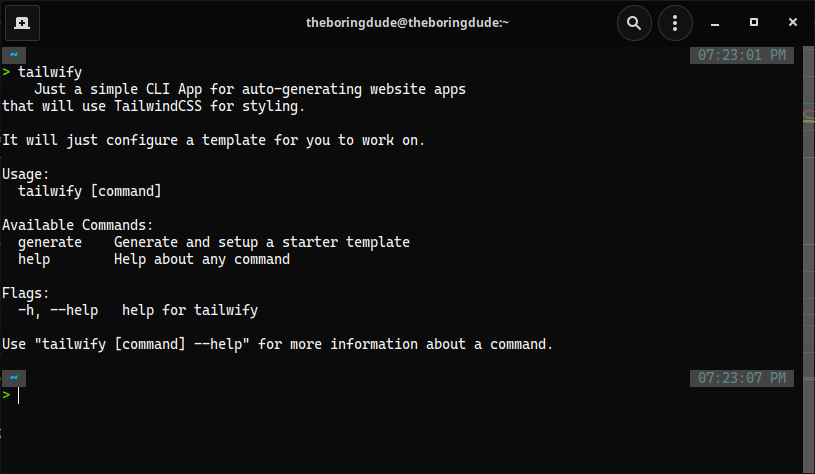 theboringdude@theboringdude:~
~ 07:23:01 PM
> tailwify
Just a simple CLI App for auto-generating website apps
that will use TailwindCSS for styling.
It will just configure a template for you to work on.
Usage:
tailwify [command]
Available Commands:
generate    Generate and setup a starter template
help        Help about any command
Flags:
-h, --help   help for tailwify
Use "tailwify [command] --help" for more information about a command.
~ 07:23:07 PM
>